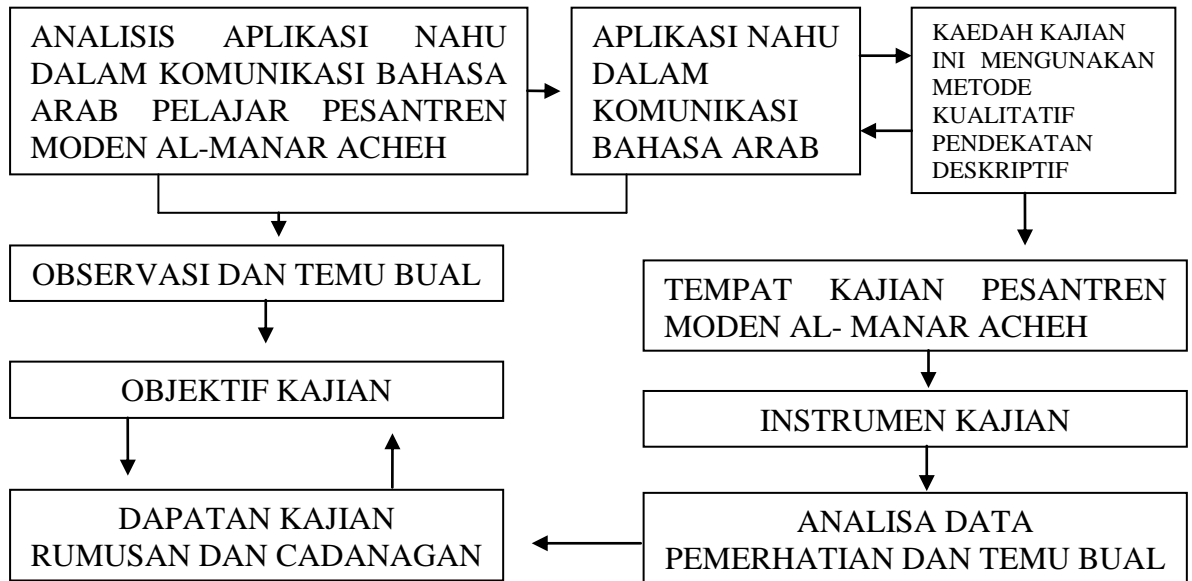 ANALISIS APLIKASI NAHU
DALAM KOMUNIKASI BAHASA
ARAB PELAJAR PESANTREN
MODEN AL-MANAR ACHEH
APLIKASI NAHU
DALAM
KOMUNIKASI
BAHASA ARAB
KAEDAH KAJIAN
INI MENGUNAKAN
METODE
KUALITATIF
PENDEKATAN
DESKRIPTIF
OBSERVASI DAN TEMU BUAL
TEMPAT KAJIAN PESANTREN
MODEN AL- MANAR ACHEH
OBJEKTIF KAJIAN
INSTRUMEN KAJIAN
DAPATAN KAJIAN
RUMUSAN DAN CADANAGAN
ANALISA DATA
PEMERHATIAN DAN TEMU BUAL